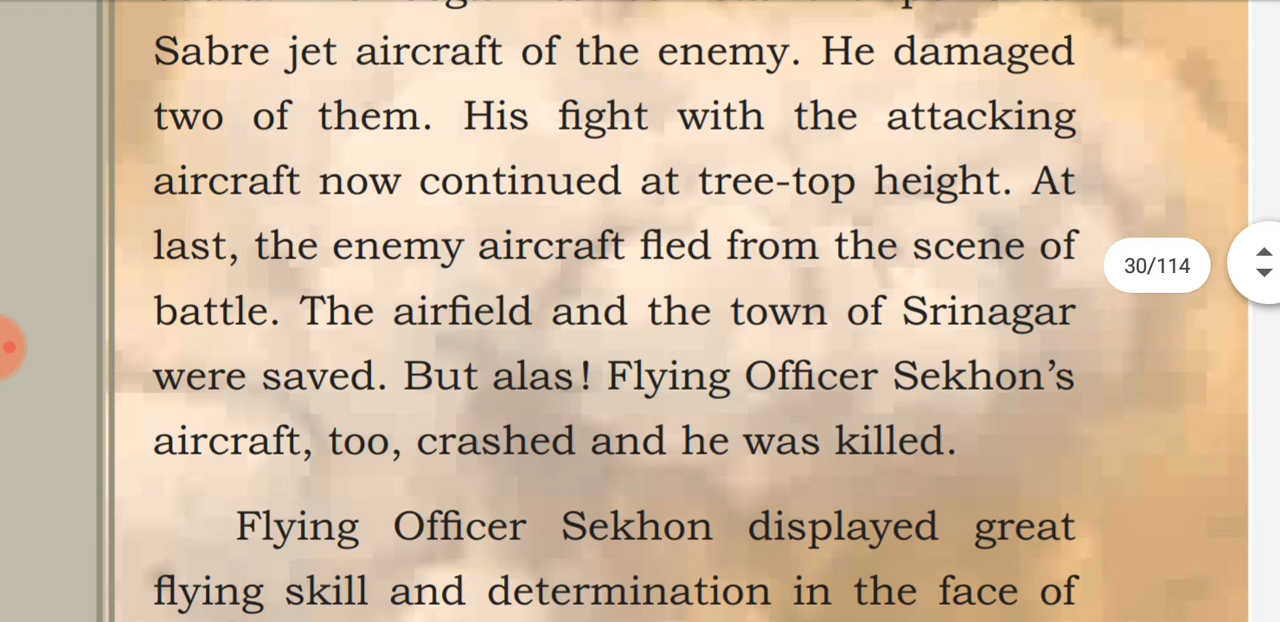 Sabre jet aircraft of the enemy. He damaged
two of them. His fight with the attacking
aircraft now continued at tree-top height. At
last, the enemy aircraft fled from the scene of
battle. The airfield and the town of Srinagar
were saved. But alas! Flying Officer Sekhon’s
aircraft, too, crashed and he was killed.
Flying Officer Sekhon displayed great
flying skill and determination in the face of
30/114